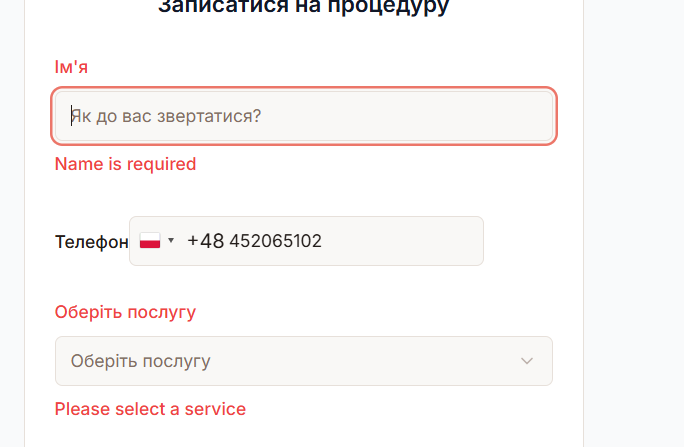 Записатися на процедуру
Ім'я
Як до вас звертатися?
Name is required
Телефон +48 452065102
Оберіть послугу
Оберіть послугу
Please select a service